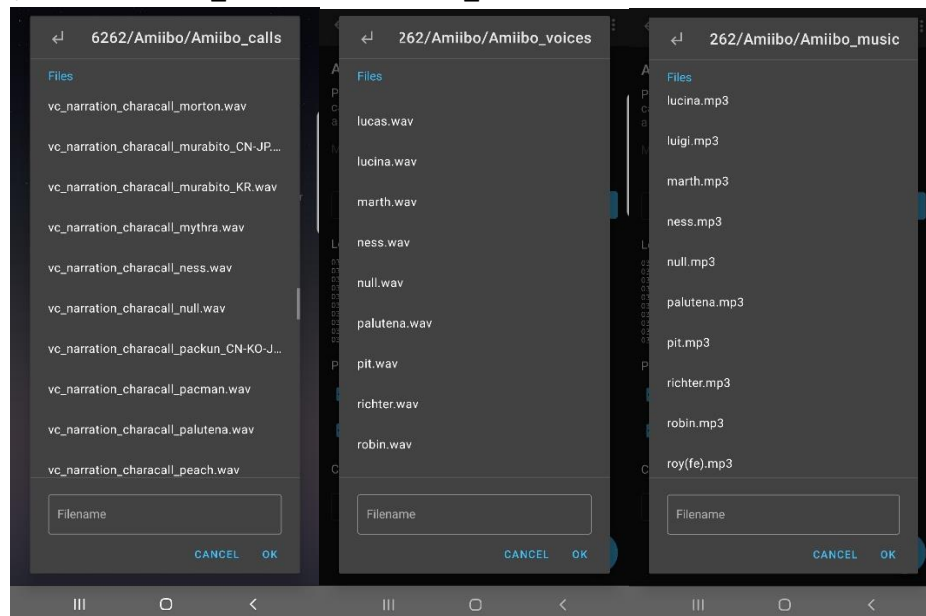 6262/Amiibo/Amiibo_calls
Files
vc_narration_characall_morton.wav
vc_narration_characall_murabito_CN-JP....
vc_narration_characall_murabito_KR.wav
vc_narration_characall_mythra.wav
vc_narration_characall_ness.wav
vc_narration_characall_null.wav
vc_narration_characall_packun_CN-KO-J...
vc_narration_characall_pacman.wav
vc_narration_characall_palutena.wav
vc_narration_characall_peach.wav
Filename
CANCEL OK
262/Amiibo/Amiibo_voices
Files
lucas.wav
lucina.wav
marth.wav
ness.wav
null.wav
palutena.wav
pit.wav
richter.wav
robin.wav
Filename
CANCEL OK
262/Amiibo/Amiibo_music
Files
lucina.mp3
luigi.mp3
marth.mp3
ness.mp3
null.mp3
palutena.mp3
pit.mp3
richter.mp3
robin.mp3
roy(fe).mp3
Filename
CANCEL OK